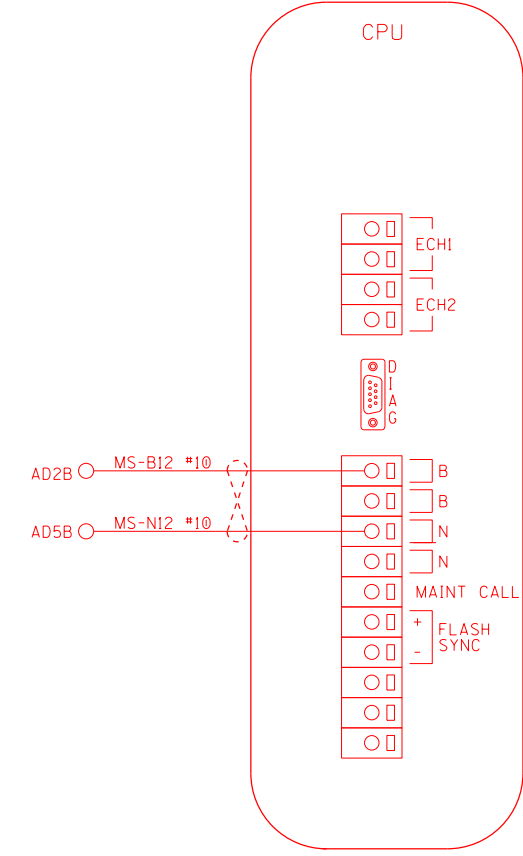 CPU
ECH1
ECH2
D
I
A
G
MS-B12 #10
AD2B
B
B
MS-N12 #10
AD5B
N
N
MAINT CALL
+
FLASH
SYNC
-